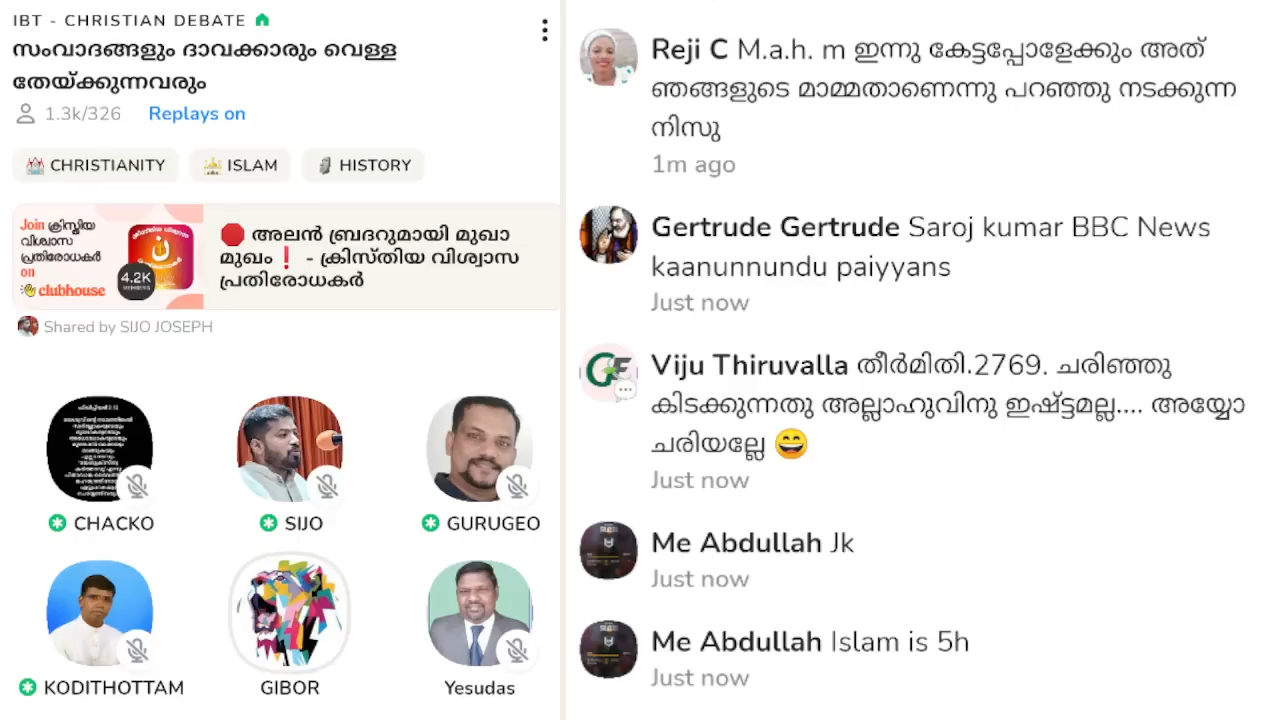 IBT - CHRISTIAN DEBATE
സംവാദങ്ങളും ദാവക്കാരും വെള്ള
തേയ്ക്കുന്നവരും
1.3k/326 Replays on
CHRISTIANITY ISLAM HISTORY
Join ക്രിസ്തിയ
വിശ്വാസ
പ്രതിരോധകർ
on
clubhouse
4.2K
അലൻ ബ്രദറുമായി മുഖാ
മുഖം❗ - ക്രിസ്തിയ വിശ്വാസ
പ്രതിരോധകർ
Shared by SIJO JOSEPH
CHACKO SIJO GURUGEO
KODITHOTTAM GIBOR Yesudas
Reji C M.a.h. m ഇന്നു കേട്ടപ്പോളേക്കും അത്
ഞങ്ങളുടെ മാമ്മതാണെന്നു പറഞ്ഞു നടക്കുന്ന
നിസു
1m ago
Gertrude Gertrude Saroj kumar BBC News
kaanunnundu paiyyans
Just now
Viju Thiruvalla തീർമിതി.2769. ചരിഞ്ഞു
കിടക്കുന്നതു അല്ലാഹുവിനു ഇഷ്ട്ടമല്ല.... അയ്യോ
ചരിയല്ലേ 😄
Just now
Me Abdullah Jk
Just now
Me Abdullah Islam is 5h
Just now